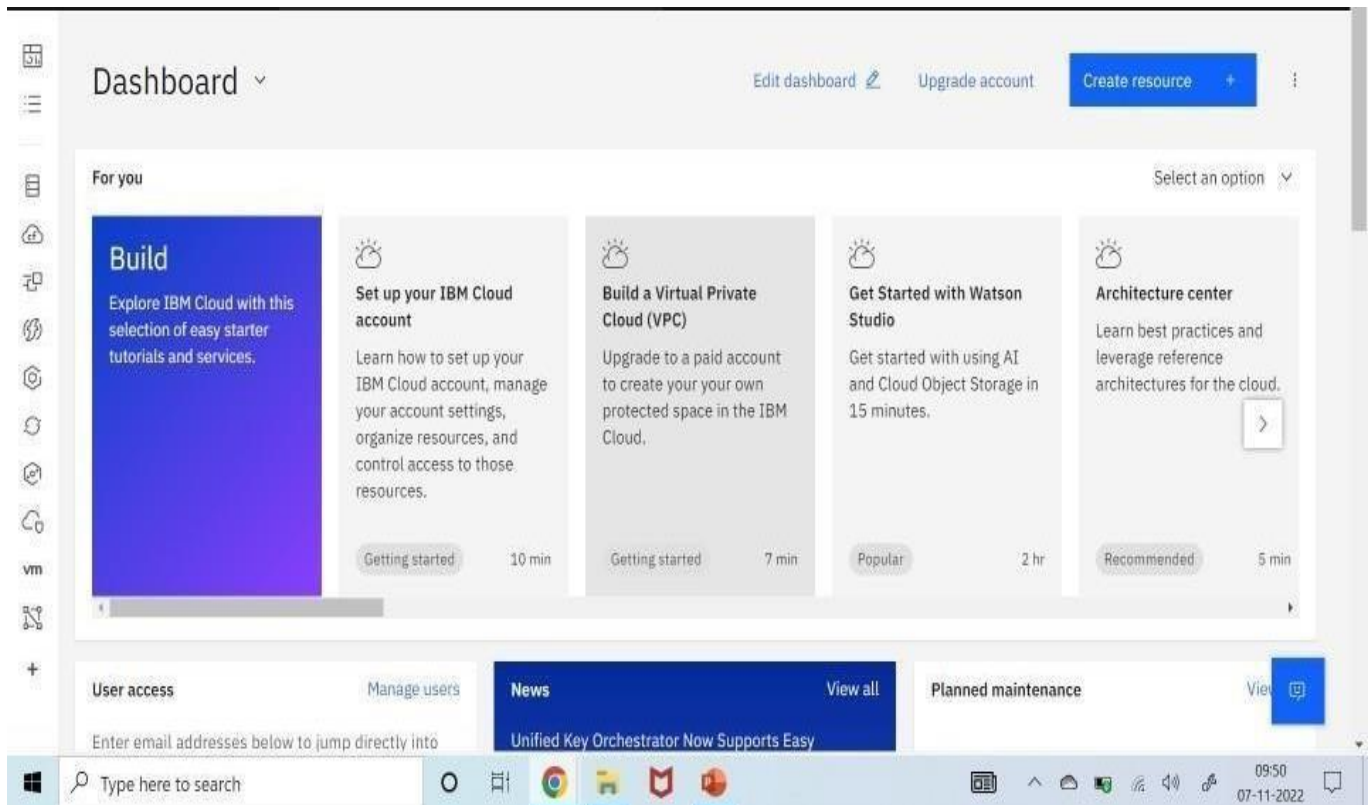 Dashboard
Edit dashboard
Upgrade account
Create resource +
For you
Select an option
Build
Explore IBM Cloud with this
selection of easy starter
tutorials and services.
Set up your IBM Cloud
account
Learn how to set up your
IBM Cloud account, manage
your account settings,
organize resources, and
control access to those
resources.
Getting started
10 min
Build a Virtual Private
Cloud (VPC)
Upgrade to a paid account
to create your your own
protected space in the IBM
Cloud.
Getting started
7 min
Get Started with Watson
Studio
Get started with using AI
and Cloud Object Storage in
15 minutes.
Popular
2 hr
Architecture center
Learn best practices and
leverage reference
architectures for the cloud.
Recommended
5 min
vm
+
User access
Manage users
Enter email addresses below to jump directly into
News
View all
Unified Key Orchestrator Now Supports Easy
Planned maintenance
Type here to search
09:50
07-11-2022